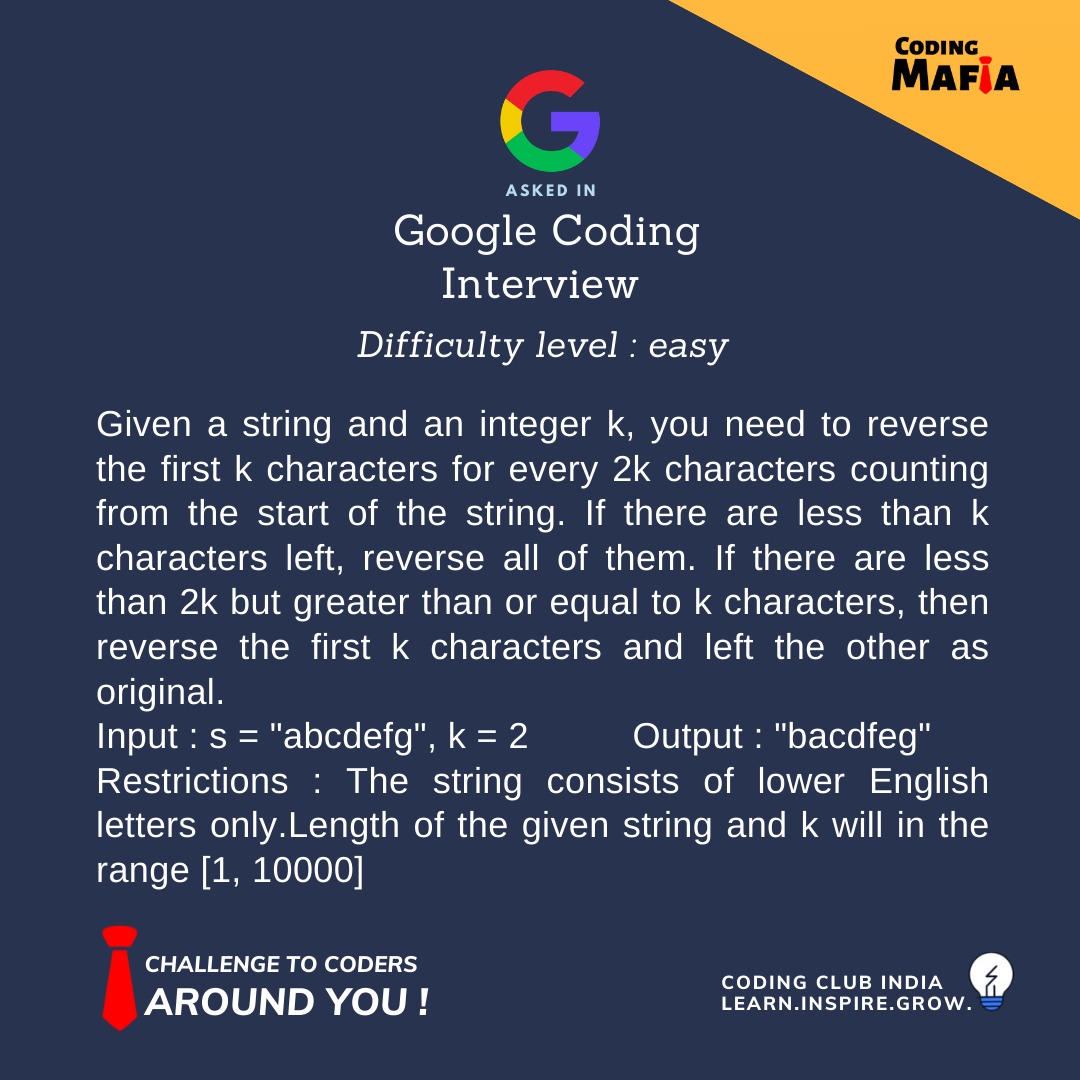 CODING
MAFIA
ASKED IN
Google Coding
Interview
Difficulty level : easy
Given a string and an integer k, you need to reverse
the first k characters for every 2k characters counting
from the start of the string. If there are less than k
characters left, reverse all of them. If there are less
than 2k but greater than or equal to k characters, then
reverse the first k characters and left the other as
original.
Input : s = "abcdefg", k = 2 Output : "bacdfeg"
Restrictions : The string consists of lower English
letters only.Length of the given string and k will in the
range [1, 10000]
CHALLENGE TO CODERS
AROUND YOU !
CODING CLUB INDIA
LEARN.INSPIRE.GROW.